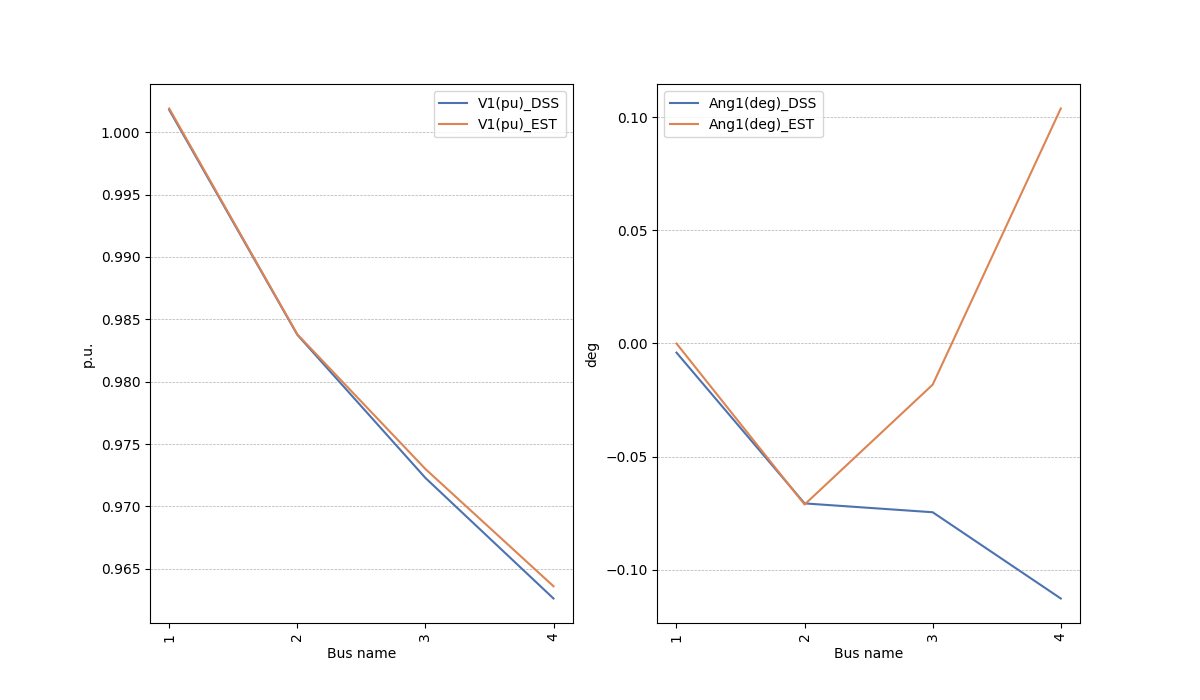 V1(pu)_DSS
V1(pu)_EST
1.000
0.995
0.990
0.985
0.980
0.975
0.970
0.965
p.u.
1
2
3
4
Bus name
Ang1(deg)_DSS
Ang1(deg)_EST
0.10
0.05
0.00
−0.05
−0.10
deg
1
2
3
4
Bus name